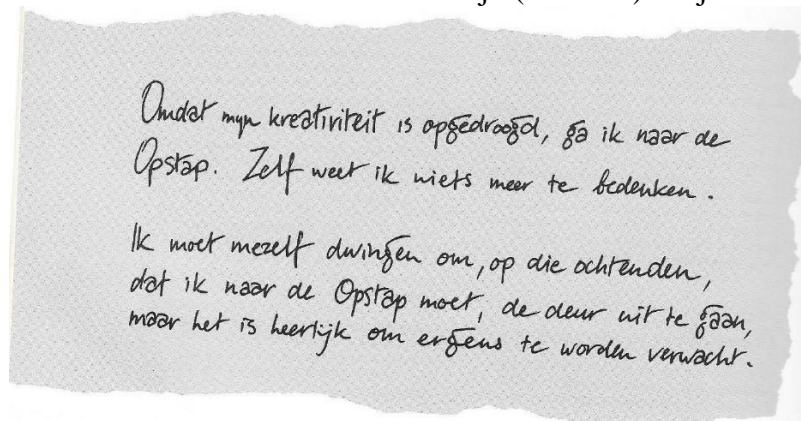 Omdat mijn kreativiteit is opgedroogd, ga ik naar de
Opstap. Zelf weet ik niets meer te bedenken.
Ik moet mezelf dwingen om, op die ochtenden,
dat ik naar de Opstap moet, de deur uit te gaan,
maar het is heerlijk om ergens te worden verwacht.